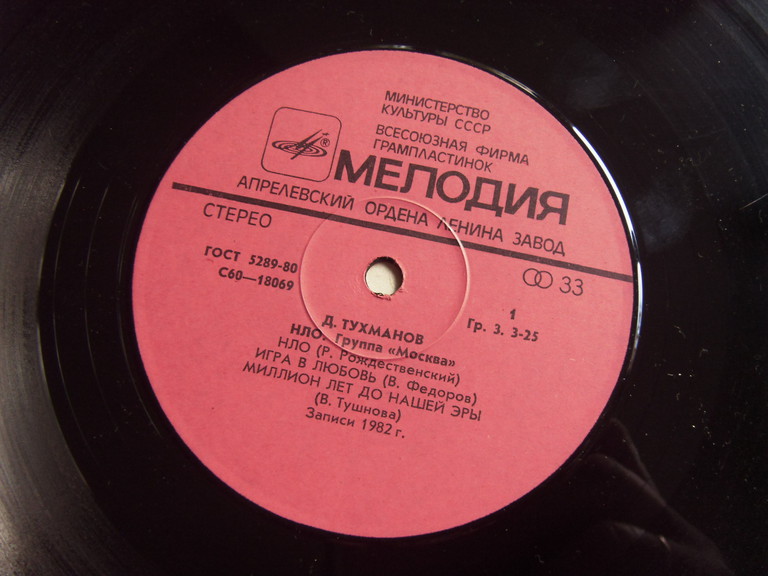 МИНИСТЕРСТВО
КУЛЬТУРЫ СССР
ВСЕСОЮЗНАЯ ФИРМА
ГРАМПЛАСТИНОК
®
МЕЛОДИЯ
АПРЕЛЕВСКИЙ ОРДЕНА ЛЕНИНА ЗАВОД
СТЕРЕО
33
ГОСТ 5289-80
С60—18069
1
Гр. 3. 3-25
Д. ТУХМАНОВ
НЛО. Группа «Москва»
НЛО (Р. Рождественский)
ИГРА В ЛЮБОВЬ (В. Федоров)
МИЛЛИОН ЛЕТ ДО НАШЕЙ ЭРЫ
(В. Тушнова)
Записи 1982 г.